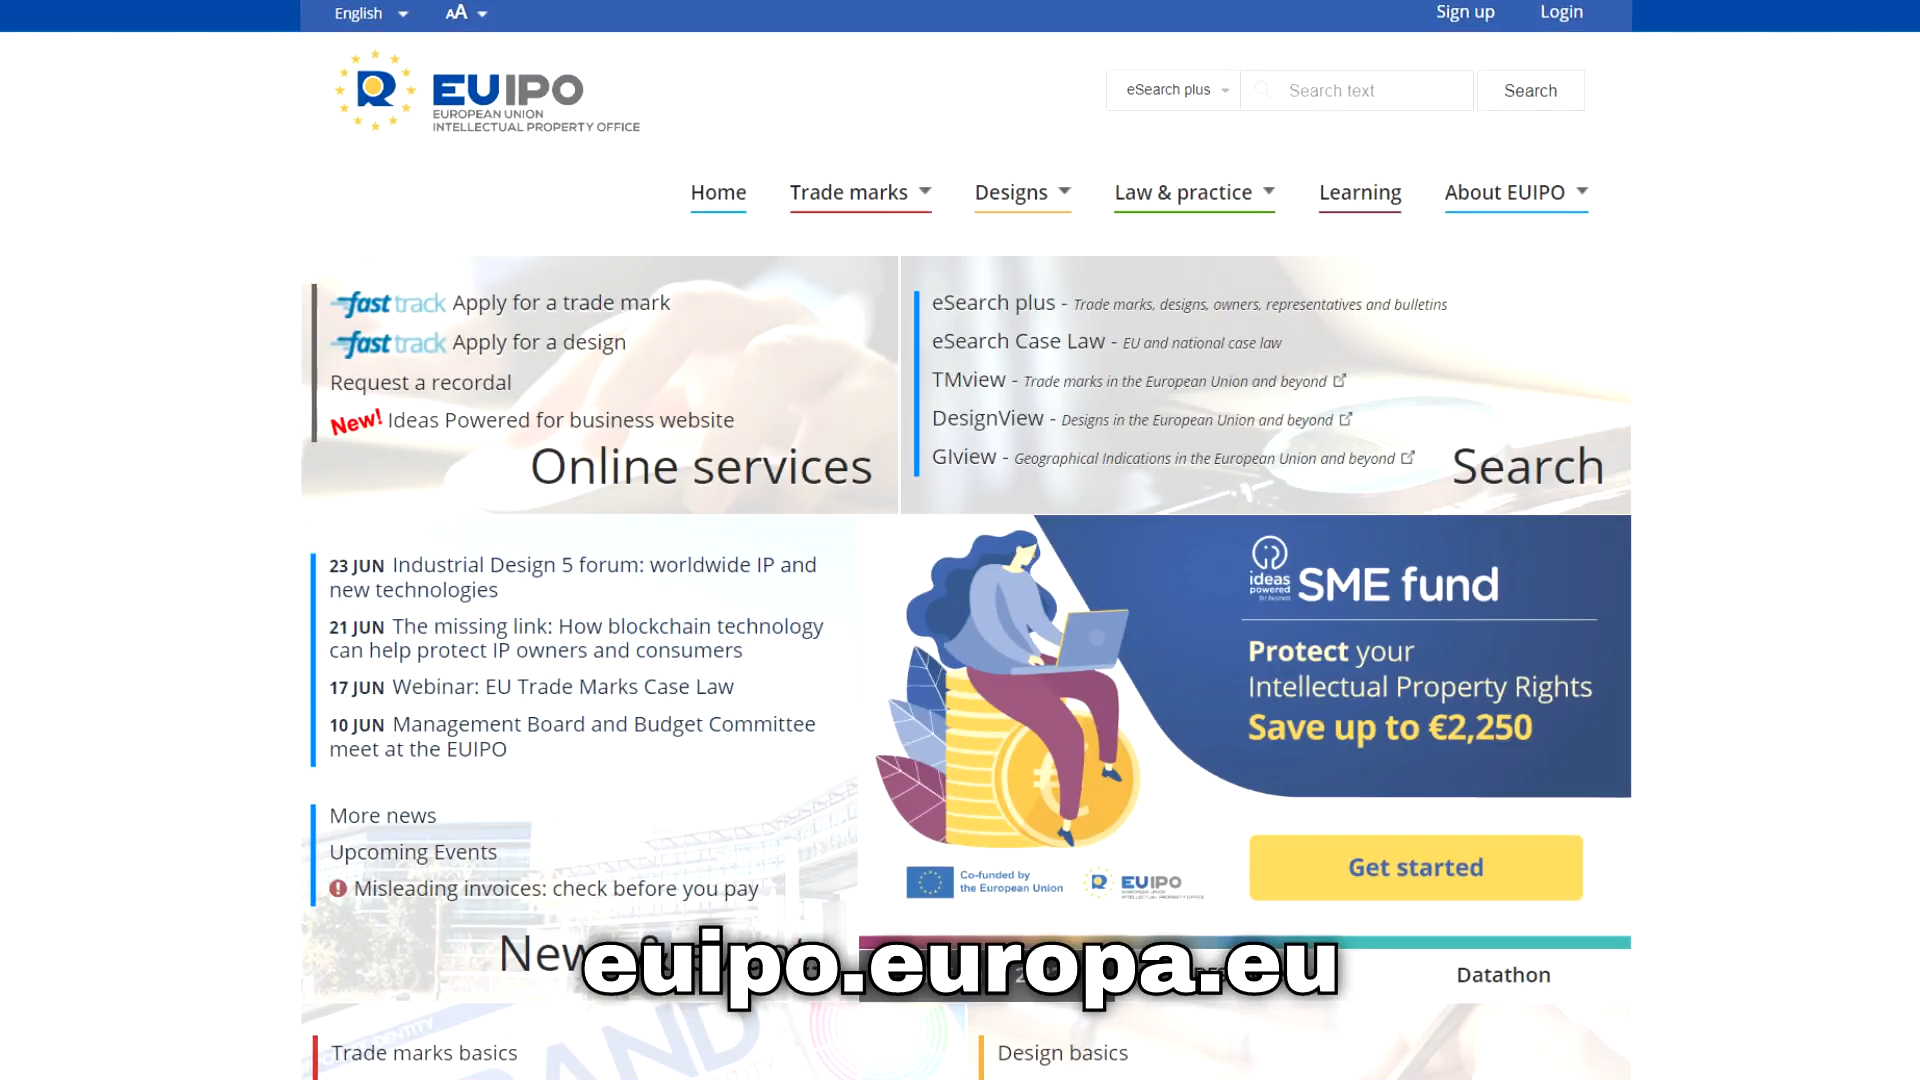 English
AA
Sign up
Login
EUIPO
EUROPEAN UNION
INTELLECTUAL PROPERTY OFFICE
eSearch plus
Search text
Search
Home
Trade marks
Designs
Law & practice
Learning
About EUIPO
fast track Apply for a trade mark
fast track Apply for a design
Request a recordal
New! Ideas Powered for business website
Online services
eSearch plus - Trade marks, designs, owners, representatives and bulletins
eSearch Case Law - EU and national case law
TMview - Trade marks in the European Union and beyond
DesignView - Designs in the European Union and beyond
GIview - Geographical Indications in the European Union and beyond
Search
23 JUN Industrial Design 5 forum: worldwide IP and
new technologies
21 JUN The missing link: How blockchain technology
can help protect IP owners and consumers
17 JUN Webinar: EU Trade Marks Case Law
10 JUN Management Board and Budget Committee
meet at the EUIPO
More news
Upcoming Events
Misleading invoices: check before you pay
ideas
powered
for business
SME fund
Protect your
Intellectual Property Rights
Save up to €2,250
Co-funded by
the European Union
EUIPO
EUROPEAN UNION
INTELLECTUAL PROPERTY OFFICE
Get started
euipo.europa.eu
Datathon
Trade marks basics
Design basics